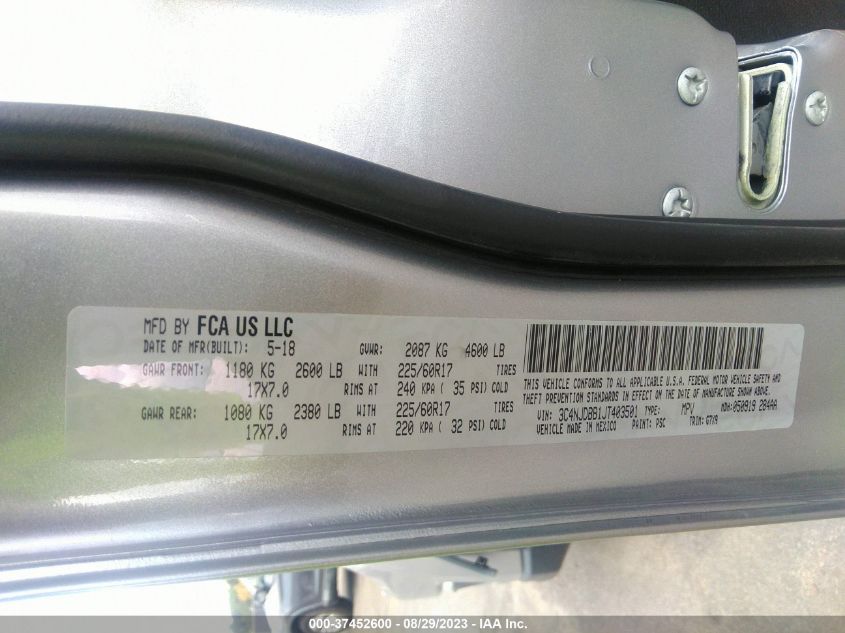 MFD BY FCA US LLC
DATE OF MFR(BUILT): 5-18 GVWR: 2087 KG 4600 LB
GAWR FRONT: 1180 KG 2600 LB WITH 225/60R17 TIRES
17X7.0 RIMS AT 240 KPA ( 35 PSI) COLD
GAWR REAR: 1080 KG 2380 LB WITH 225/60R17 TIRES
17X7.0 RIMS AT 220 KPA ( 32 PSI) COLD
THIS VEHICLE CONFORMS TO ALL APPLICABLE U.S.A. FEDERAL MOTOR VEHICLE SAFETY AND
THEFT PREVENTION STANDARDS IN EFFECT ON THE DATE OF MANUFACTURE SHOWN ABOVE.
VIN: 3C4NJDBB1JT403501 TYPE: MPV MDH: 050919 284AA
VEHICLE MADE IN MEXICO PAINT: PSC TRIM:
000-37452600 - 08/29/2023 - IAA Inc.